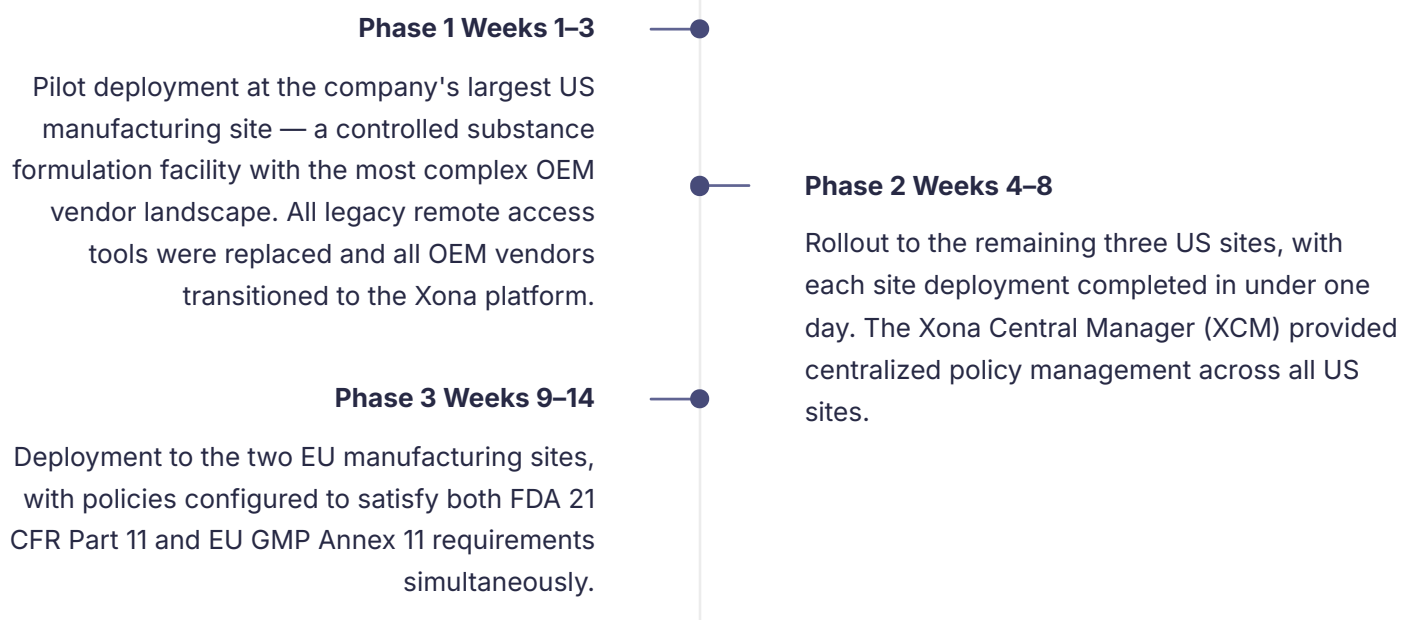 Phase 1 Weeks 1–3
Pilot deployment at the company's largest US
manufacturing site — a controlled substance
formulation facility with the most complex OEM
vendor landscape. All legacy remote access
tools were replaced and all OEM vendors
transitioned to the Xona platform.
Phase 2 Weeks 4–8
Rollout to the remaining three US sites, with
each site deployment completed in under one
day. The Xona Central Manager (XCM) provided
centralized policy management across all US
sites.
Phase 3 Weeks 9–14
Deployment to the two EU manufacturing sites,
with policies configured to satisfy both FDA 21
CFR Part 11 and EU GMP Annex 11 requirements
simultaneously.